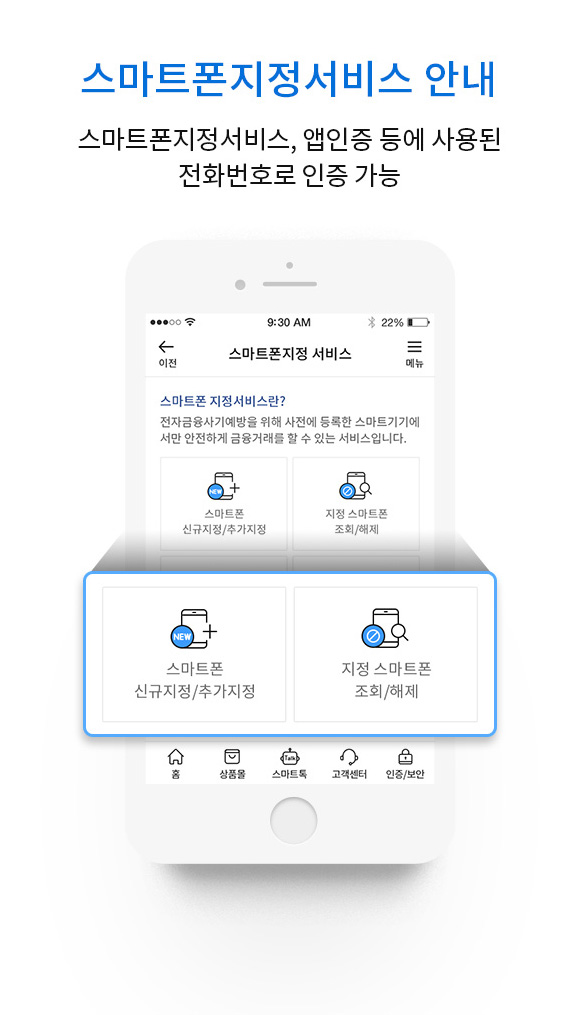 스마트폰지정서비스 안내
스마트폰지정서비스, 앱인증 등에 사용된
전화번호로 인증 가능
9:30 AM
22%
이전
스마트폰지정 서비스
메뉴
스마트폰 지정서비스란?
전자금융사기예방을 위해 사전에 등록한 스마트기기에
서만 안전하게 금융거래를 할 수 있는 서비스입니다.
NEW
스마트폰
신규지정/추가지정
지정 스마트폰
조회/해제
NEW
스마트폰
신규지정/추가지정
지정 스마트폰
조회/해제
Talk
홈
상품몰
스마트톡
고객센터
인증/보안